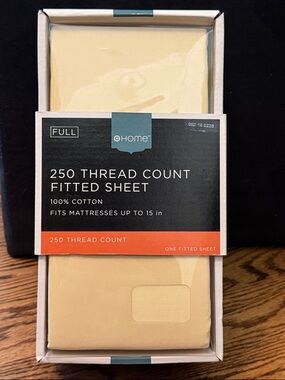 FULL
HOME
250 THREAD COUNT
FITTED SHEET
100% COTTON
FITS MATTRESSES UP TO 15 in
250 THREAD COUNT
ONE FITTED SHEET